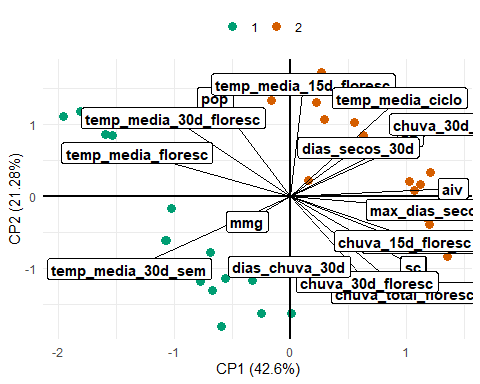 1 2
temp_media_15d_floresc
pop
temp_media_ciclo
temp_media_30d_floresc
chuva_30d_
dias_secos_30d
temp_media_floresc
aiv
max_dias_seco
mmg
chuva_15d_floresc
temp_media_30d_sem
dias_chuva_30d
sc
chuva_30d_floresc
chuva_total_floresc
1
0
-1
-2
-1
0
1
CP2 (21.28%)
CP1 (42.6%)